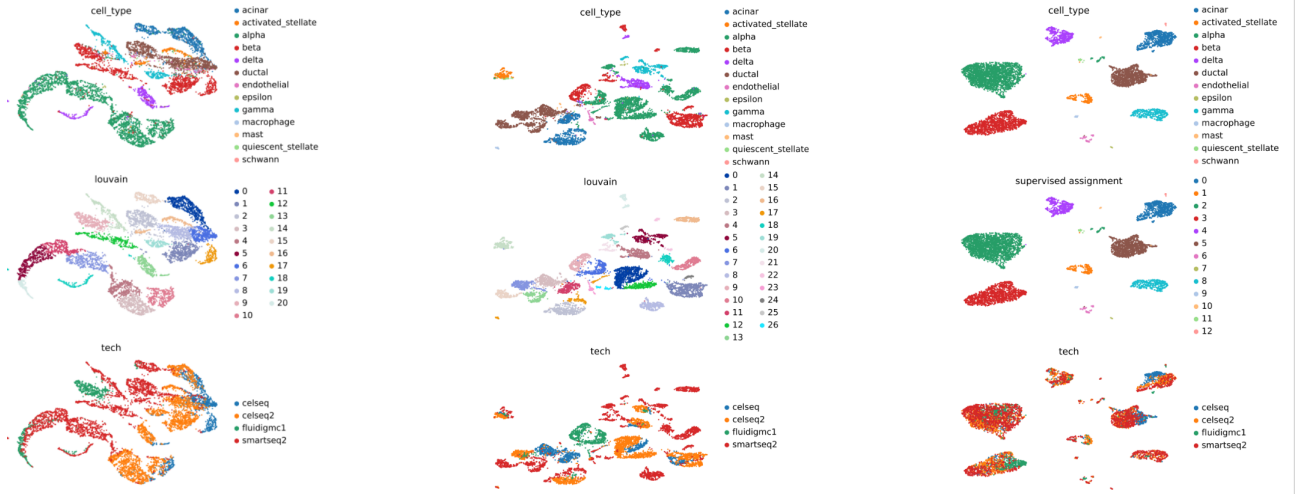 cell_type
acinar
activated_stellate
alpha
beta
delta
ductal
endothelial
epsilon
gamma
macrophage
mast
quiescent_stellate
schwann
louvain
0 11
1 12
2 13
3 14
4 15
5 16
6 17
7 18
8 19
9 20
10
tech
celseq
celseq2
fluidigmc1
smartseq2
cell_type
acinar
activated_stellate
alpha
beta
delta
ductal
endothelial
epsilon
gamma
macrophage
mast
quiescent_stellate
schwann
louvain
0 14
1 15
2 16
3 17
4 18
5 19
6 20
7 21
8 22
9 23
10 24
11 25
12 26
13
tech
celseq
celseq2
fluidigmc1
smartseq2
cell_type
acinar
activated_stellate
alpha
beta
delta
ductal
endothelial
epsilon
gamma
macrophage
mast
quiescent_stellate
schwann
supervised assignment
0
1
2
3
4
5
6
7
8
9
10
11
12
tech
celseq
celseq2
fluidigmc1
smartseq2